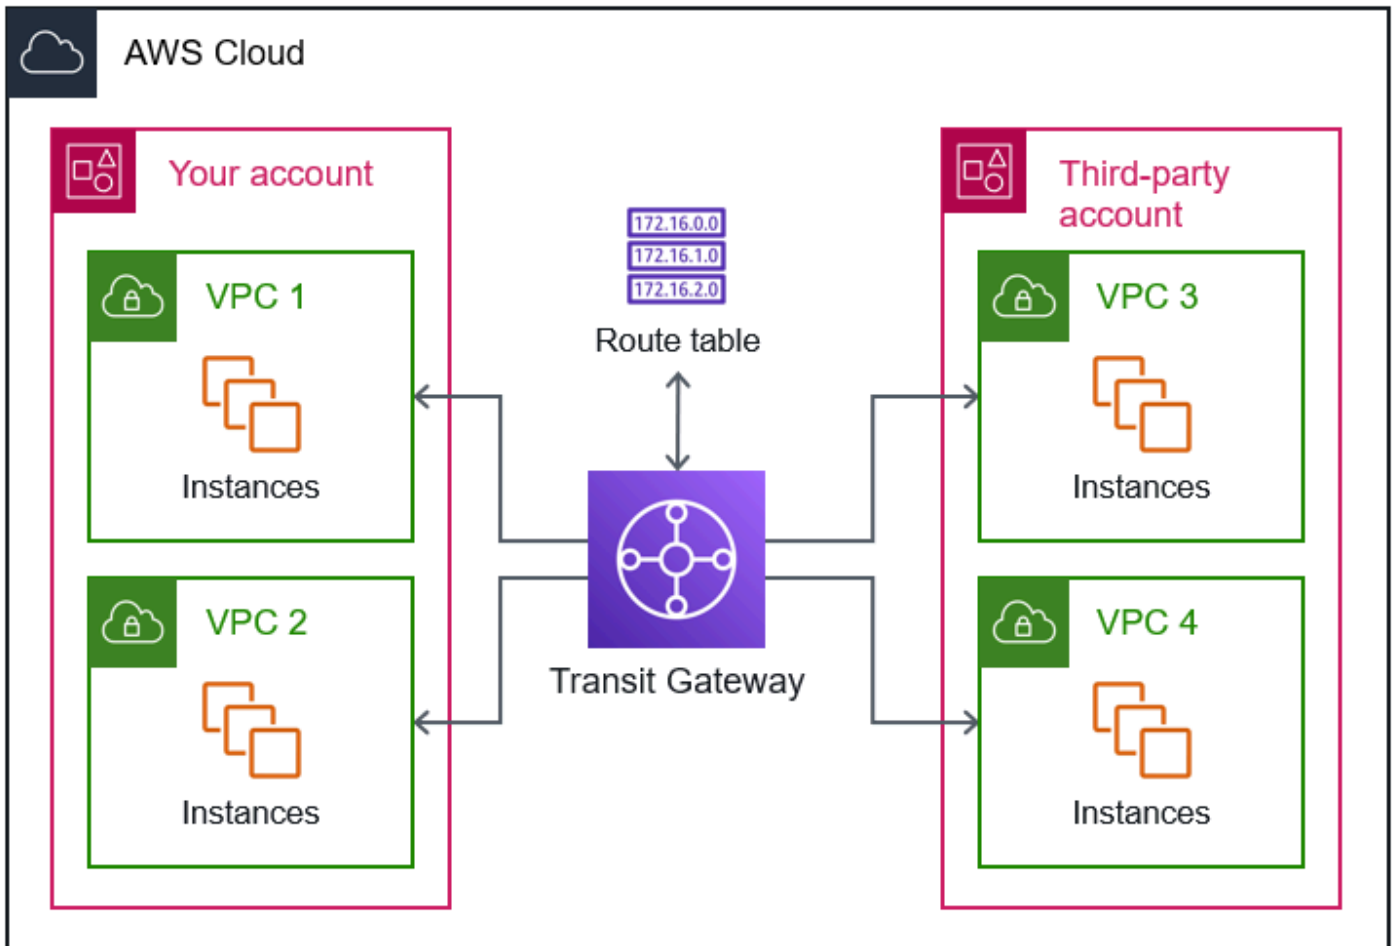 AWS Cloud
Your account
VPC 1
Instances
VPC 2
Instances
172.16.0.0
172.16.1.0
172.16.2.0
Route table
Transit Gateway
Third-party
account
VPC 3
Instances
VPC 4
Instances